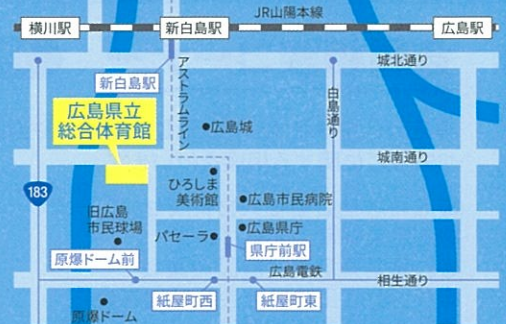 JR山陽本線
横川駅
新白島駅
広島駅
城北通り
新白島駅
アストラムライン
白島通り
広島県立
総合体育館
広島城
城南通り
183
ひろしま
美術館
広島市民病院
旧広島
市民球場
広島県庁
パセーラ
県庁前駅
原爆ドーム前
広島電鉄
相生通り
紙屋町西
紙屋町東
原爆ドーム